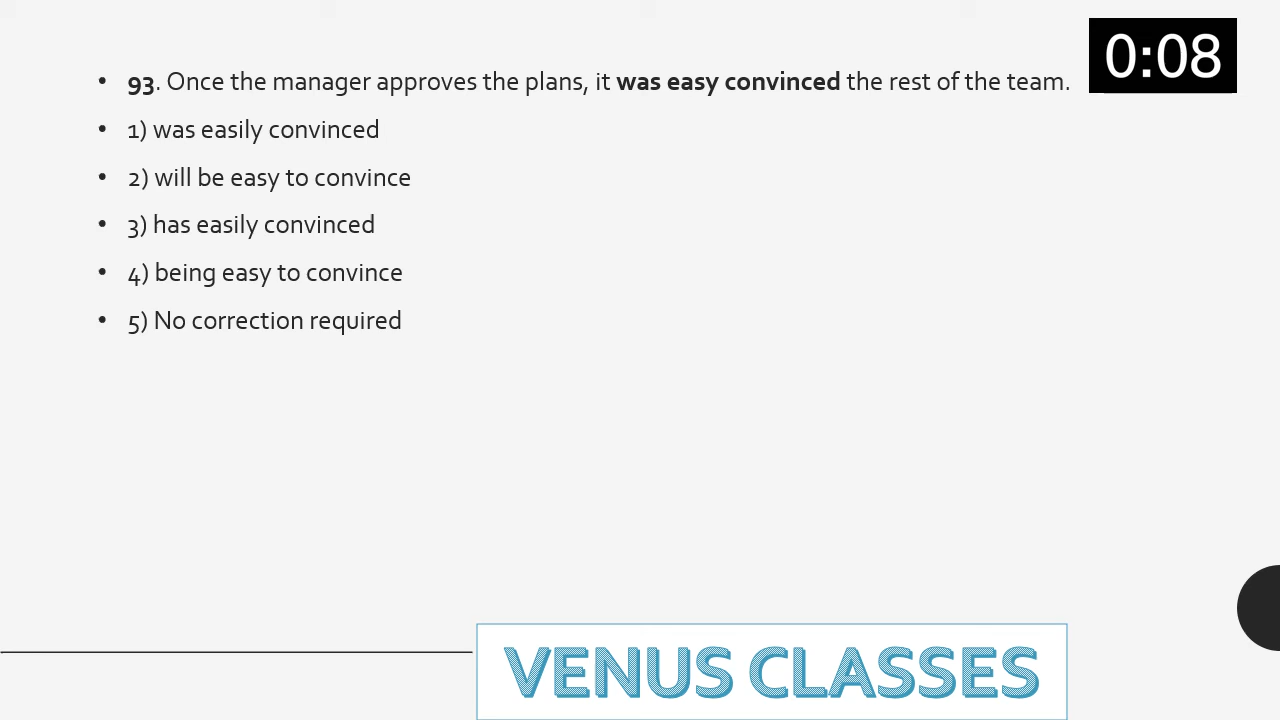 0:08
• 93. Once the manager approves the plans, it was easy convinced the rest of the team.
• 1) was easily convinced
• 2) will be easy to convince
• 3) has easily convinced
• 4) being easy to convince
• 5) No correction required
VENUS CLASSES